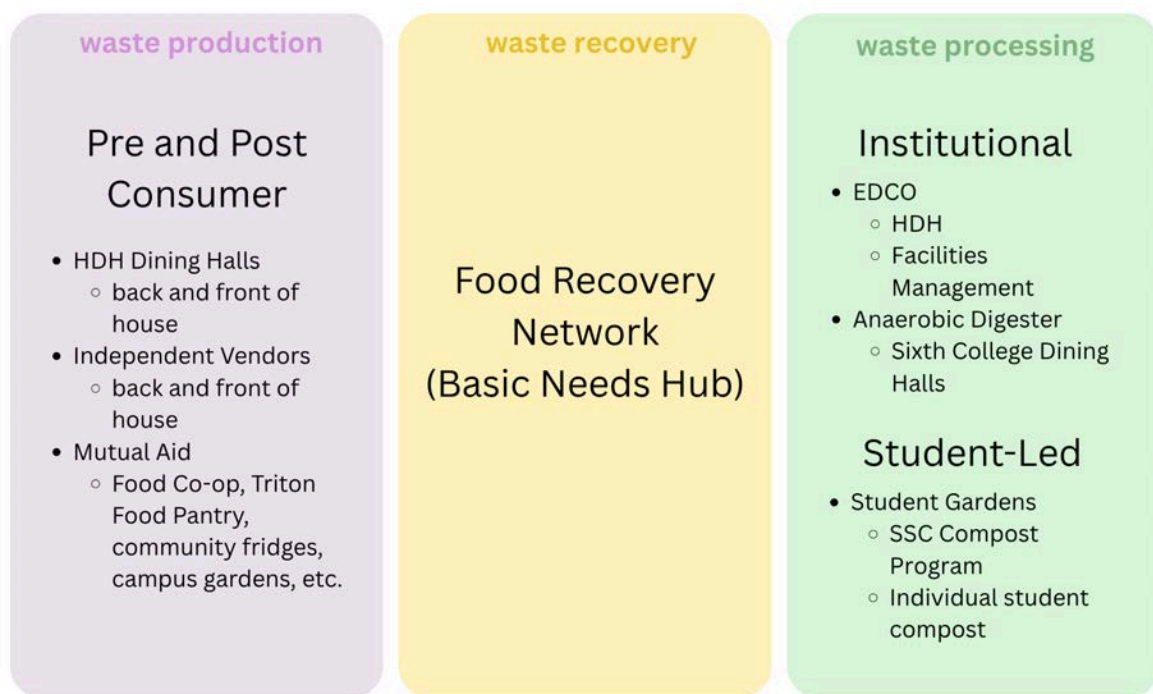 waste production
Pre and Post
Consumer
• HDH Dining Halls
○ back and front of
house
• Independent Vendors
○ back and front of
house
• Mutual Aid
○ Food Co-op, Triton
Food Pantry,
community fridges,
campus gardens, etc.
waste recovery
Food Recovery
Network
(Basic Needs Hub)
waste processing
Institutional
• EDCO
○ HDH
○ Facilities
Management
• Anaerobic Digester
○ Sixth College Dining
Halls
Student-Led
• Student Gardens
○ SSC Compost
Program
○ Individual student
compost